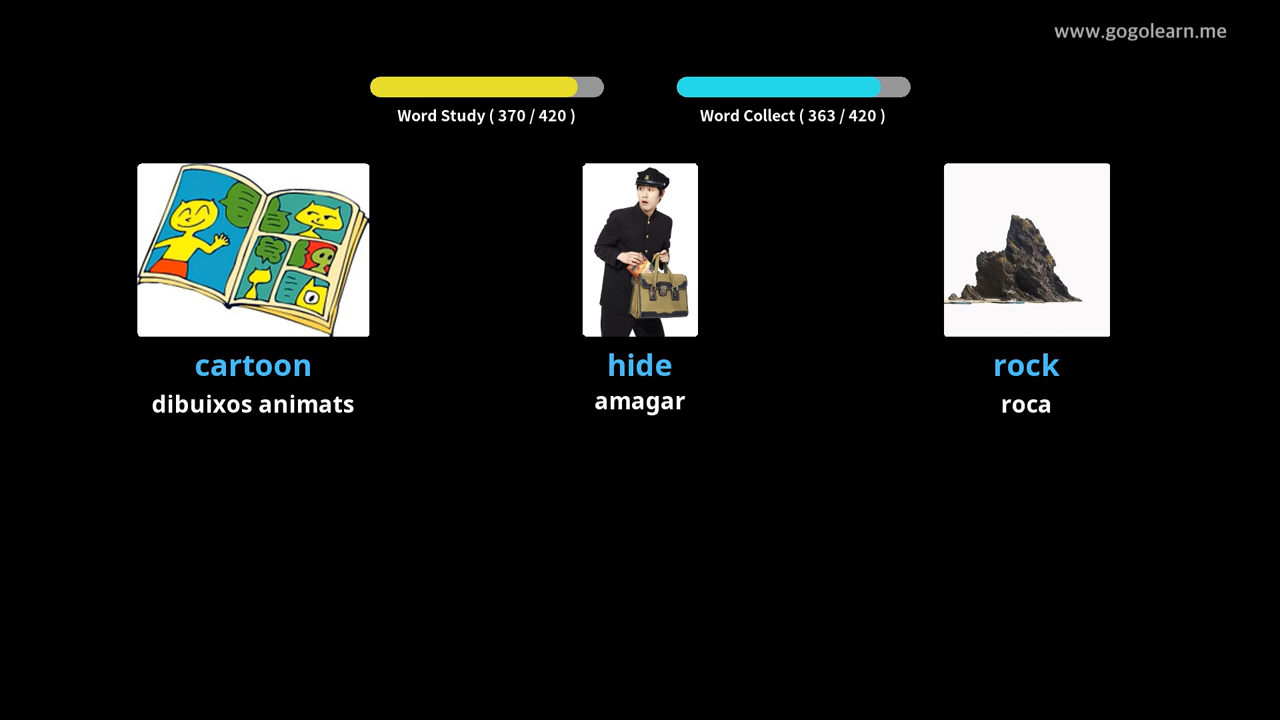 www.gogolearn.me
Word Study ( 370 / 420 )
Word Collect ( 363 / 420 )
cartoon
dibuixos animats
hide
amagar
rock
roca